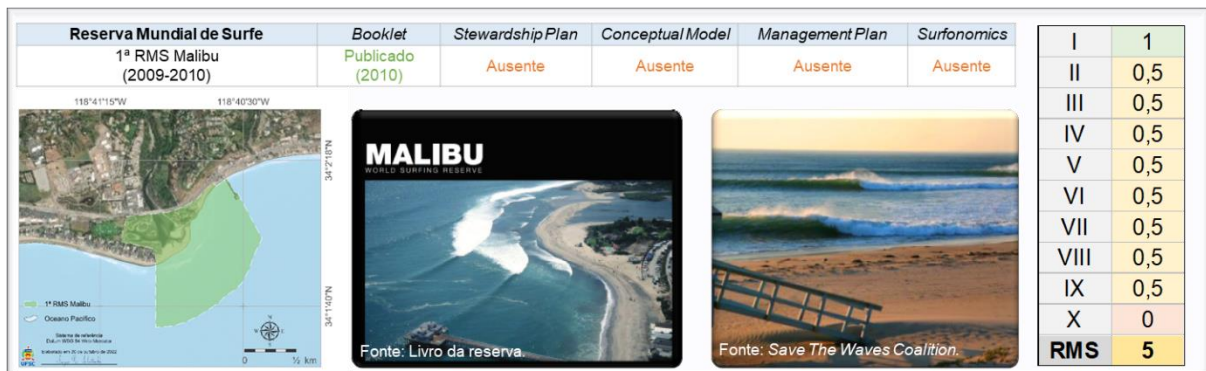 Reserva Mundial de Surfe Booklet Stewardship Plan Conceptual Model Management Plan Surfonomics
1ª RMS Malibu
(2009-2010)
Publicado
(2010)
Ausente Ausente Ausente Ausente
118°41'15"W 118°40'30"W
34°2'18"N
34°1'40"N
1ª RMS Malibu
Oceano Pacífico
Sistema de referência
0 ½ km
UFSC
MALIBU
WORLD SURFING RESERVE
Fonte: Livro da reserva.
Fonte: Save The Waves Coalition.
I 1
II 0,5
III 0,5
IV 0,5
V 0,5
VI 0,5
VII 0,5
VIII 0,5
IX 0,5
X 0
RMS 5